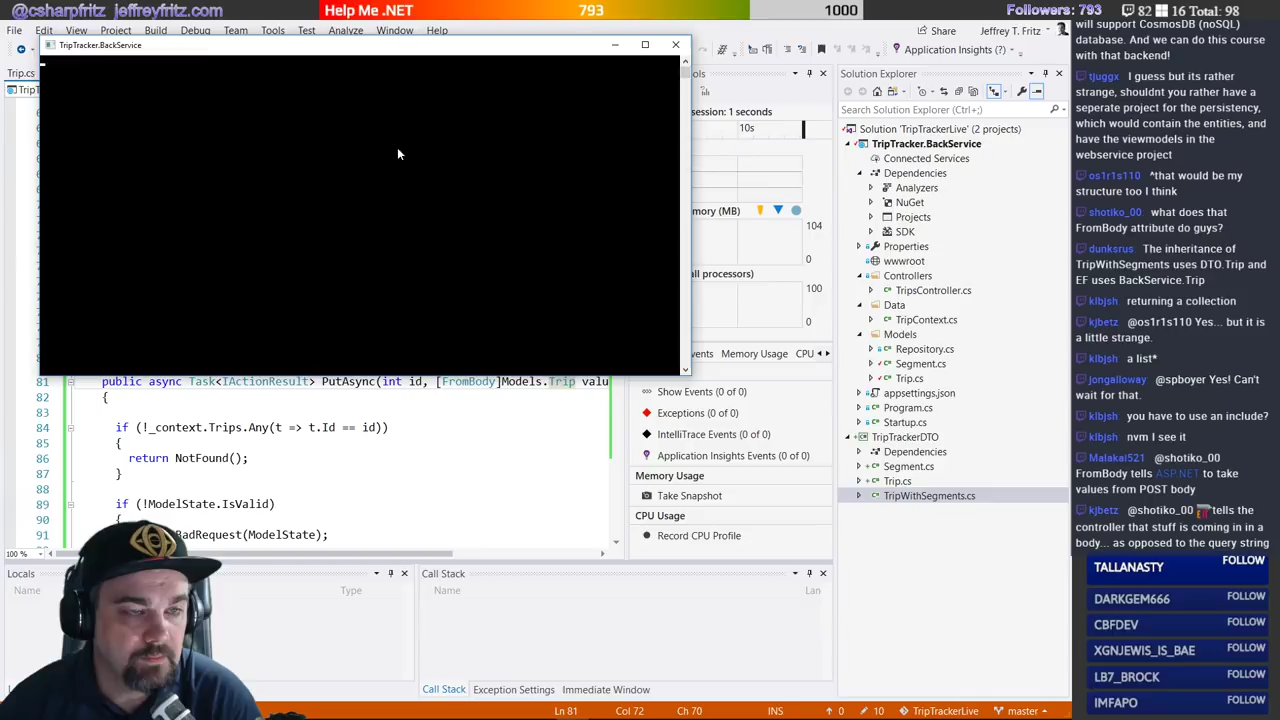 @csharpfritz jeffreyfritz.com
Help Me .NET
793
1000
Followers: 793
82 16 Total: 98
File Edit View Project Build Debug Team Tools Test Analyze Window Help
Share
Jeffrey T. Fritz
Application Insights (?)
TripTracker.BackService
Trip.cs
81 public async Task<IActionResult> PutAsync(int id, [FromBody]Models.Trip valu
82 {
83
84 if (!_context.Trips.Any(t => t.Id == id))
85 {
86 return NotFound();
87 }
88
89 if (!ModelState.IsValid)
90 {
91 BadRequest(ModelState);
100 %
session: 1 seconds
10s
mory (MB)
104
0
all processors)
100
0
Memory Usage
CPU
Show Events (0 of 0)
Exceptions (0 of 0)
IntelliTrace Events (0 of 0)
Application Insights Events (0 of 0)
Memory Usage
Take Snapshot
CPU Usage
Record CPU Profile
Solution Explorer
Search Solution Explorer (Ctrl+;)
Solution 'TripTrackerLive' (2 projects)
TripTracker.BackService
Connected Services
Dependencies
Analyzers
NuGet
Projects
SDK
Properties
wwwroot
Controllers
TripsController.cs
Data
TripContext.cs
Models
Repository.cs
Segment.cs
Trip.cs
appsettings.json
Program.cs
Startup.cs
TripTrackerDTO
Dependencies
Segment.cs
Trip.cs
TripWithSegments.cs
Locals
Name
Type
Call Stack
Name
Lan
Call Stack Exception Settings Immediate Window
Ln 81 Col 72 Ch 70 INS 0 10 TripTrackerLive master
will support CosmosDB (noSQL)
database. And we can do this course
with that backend!
tjuggx I guess but its rather
strange, shouldnt you rather have a
seperate project for the persistency,
which would contain the entities, and
have the viewmodels in the
webservice project
os1r1s110 ^that would be my
structure too I think
shotiko_00 what does that
FromBody attribute do guys?
dunksrus The inheritance of
TripWithSegments uses DTO.Trip and
EF uses BackService.Trip
klbjsh returning a collection
kjbetz @os1r1s110 Yes... but it is
a little strange.
klbjsh a list*
jongalloway @spboyer Yes! Can't
wait for that.
klbjsh you have to use an include?
klbjsh nvm I see it
Malakai521 @shotiko_00
FromBody tells ASP.NET to take
values from POST body
kjbetz @shotiko_00 tells the
controller that stuff is coming in in a
body... as opposed to the query string
TALLANASTY FOLLOW
DARKGEM666 FOLLOW
CBFDEV FOLLOW
XGNJEWIS_IS_BAE FOLLOW
LB7_BROCK FOLLOW
IMFAPO FOLLOW